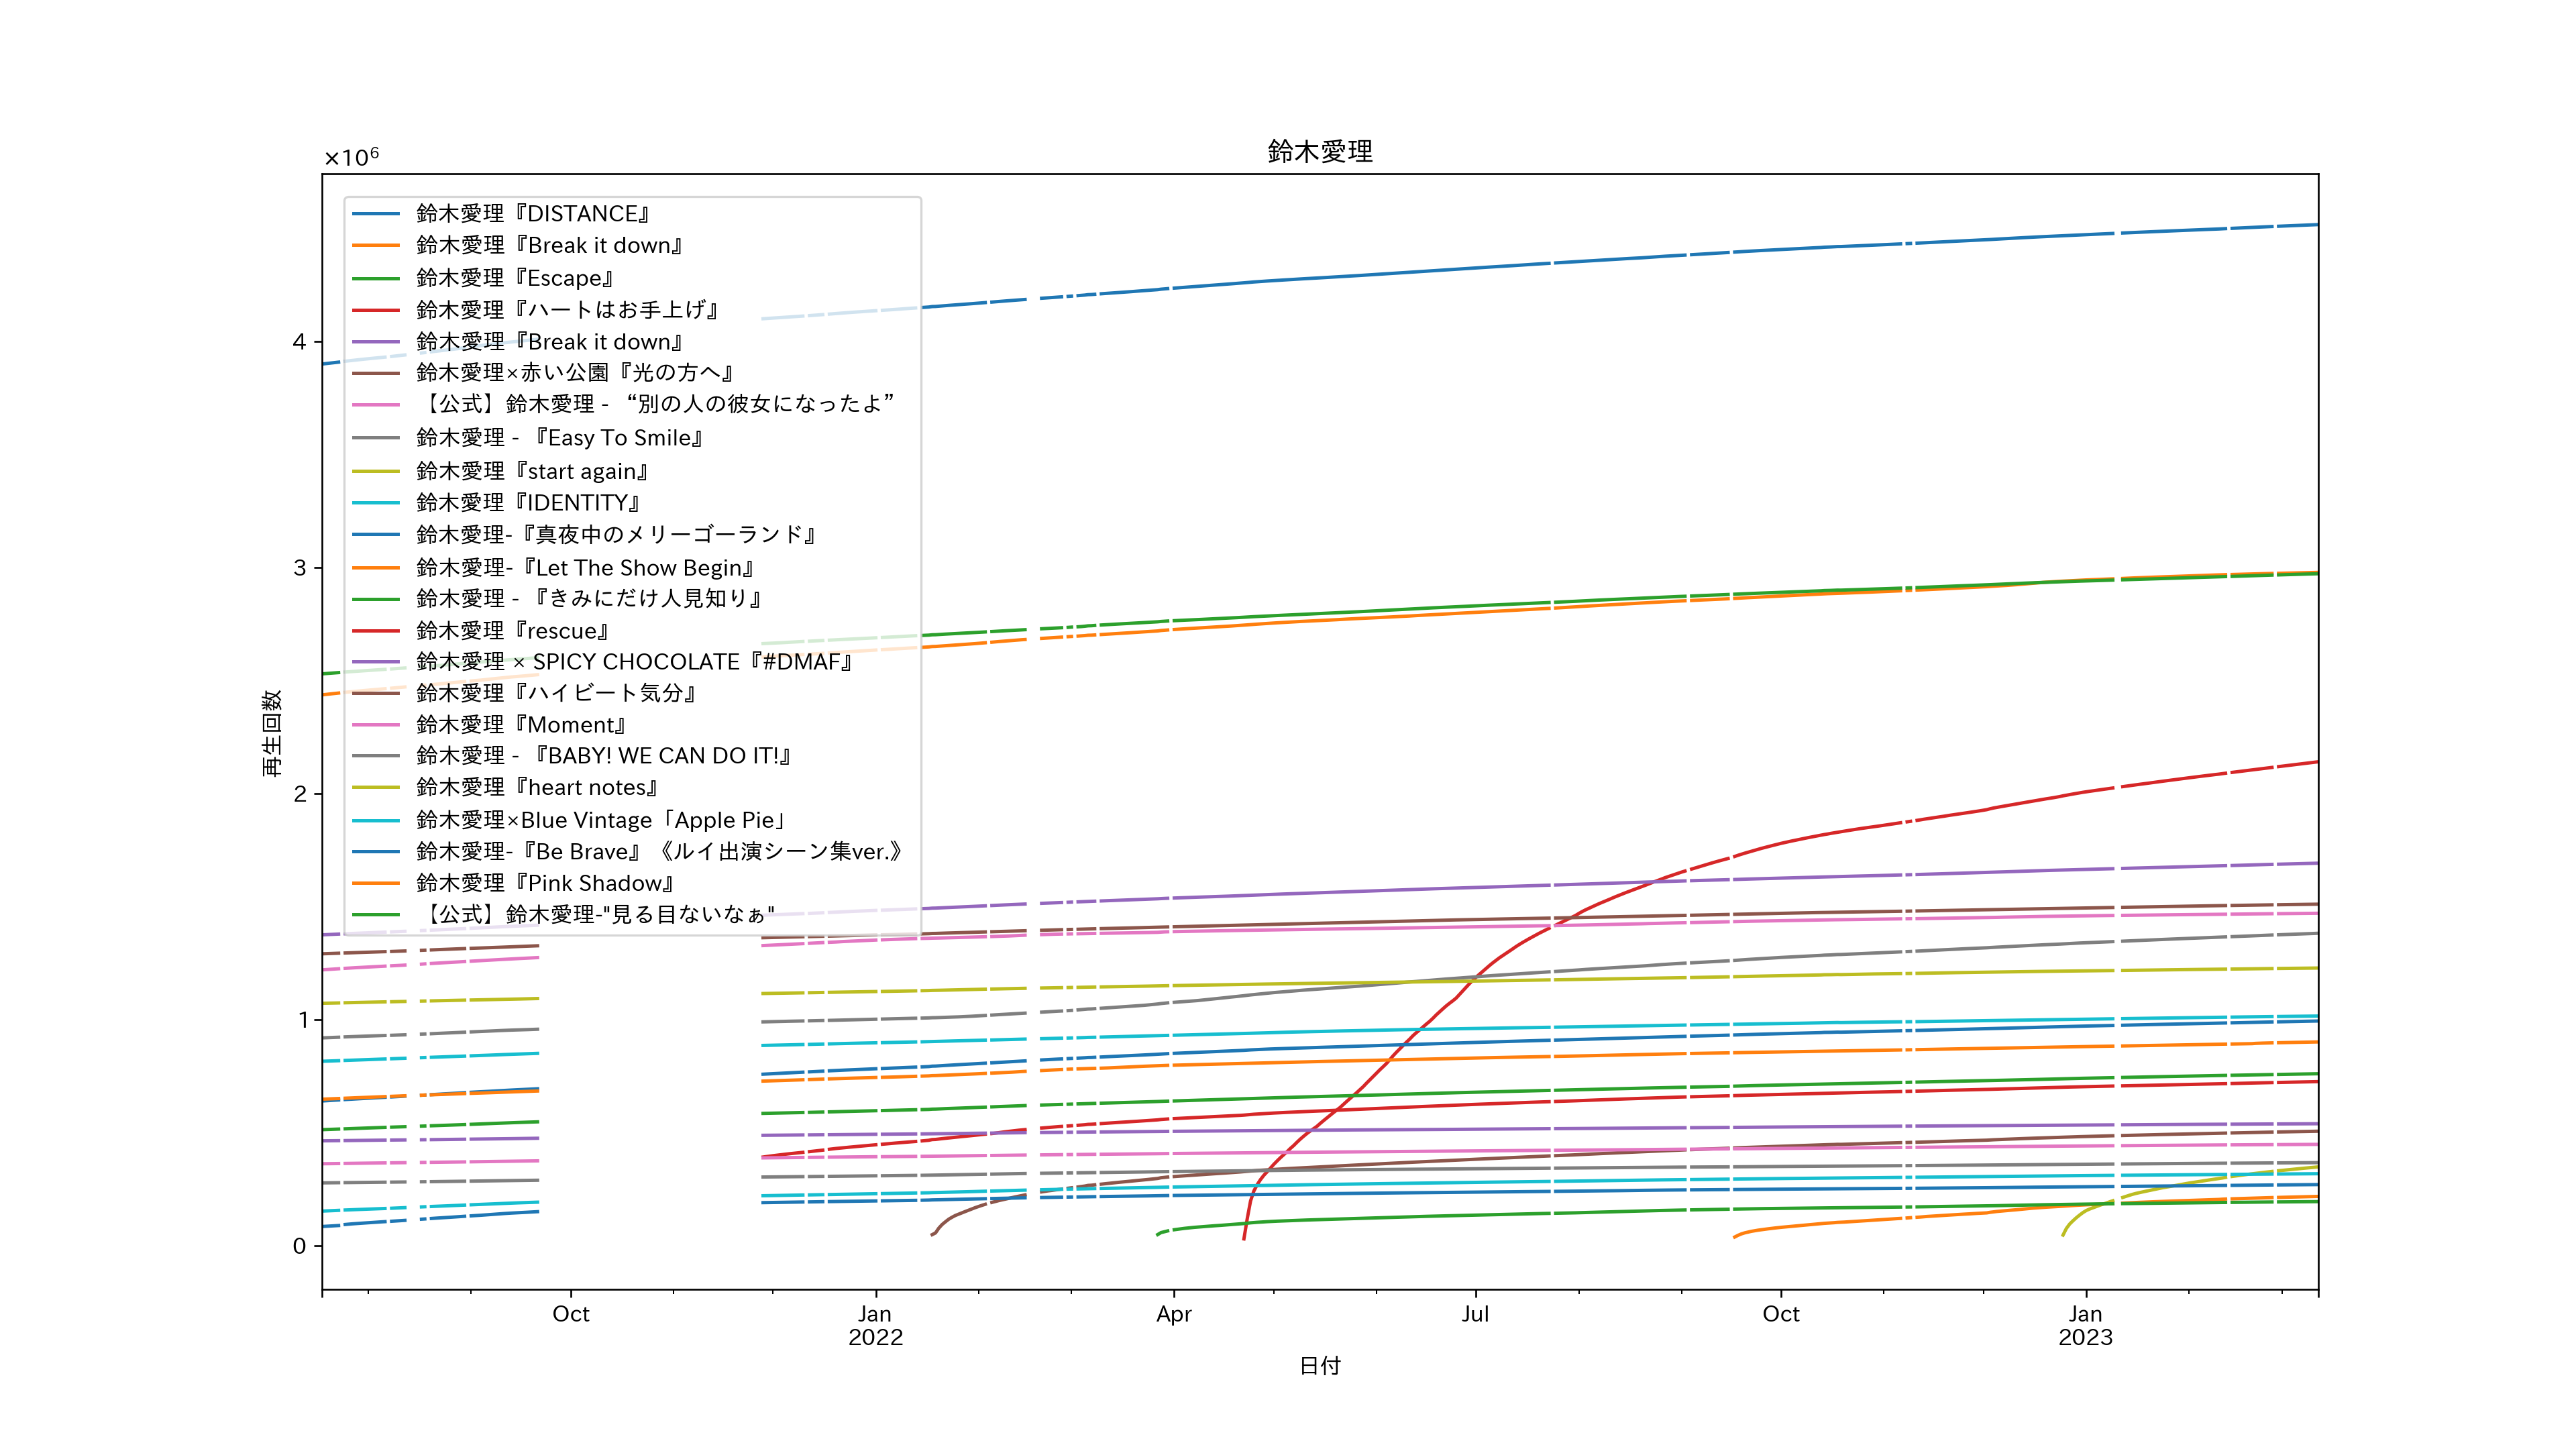 鈴木愛理
×10⁶
鈴木愛理『DISTANCE』
鈴木愛理『Break it down』
鈴木愛理『Escape』
鈴木愛理『ハートはお手上げ』
鈴木愛理『Break it down』
鈴木愛理×赤い公園『光の方へ』
【公式】鈴木愛理 - “別の人の彼女になったよ”
鈴木愛理 - 『Easy To Smile』
鈴木愛理『start again』
鈴木愛理『IDENTITY』
鈴木愛理-『真夜中のメリーゴーランド』
鈴木愛理-『Let The Show Begin』
鈴木愛理 - 『きみにだけ人見知り』
鈴木愛理『rescue』
鈴木愛理 × SPICY CHOCOLATE『#DMAF』
鈴木愛理『ハイビート気分』
鈴木愛理『Moment』
鈴木愛理 - 『BABY! WE CAN DO IT!』
鈴木愛理『heart notes』
鈴木愛理×Blue Vintage「Apple Pie」
鈴木愛理-『Be Brave』《ルイ出演シーン集ver.》
鈴木愛理『Pink Shadow』
【公式】鈴木愛理-"見る目ないなぁ"
4
3
2
1
0
再生回数
Oct
Jan
2022
Apr
Jul
Oct
Jan
2023
日付